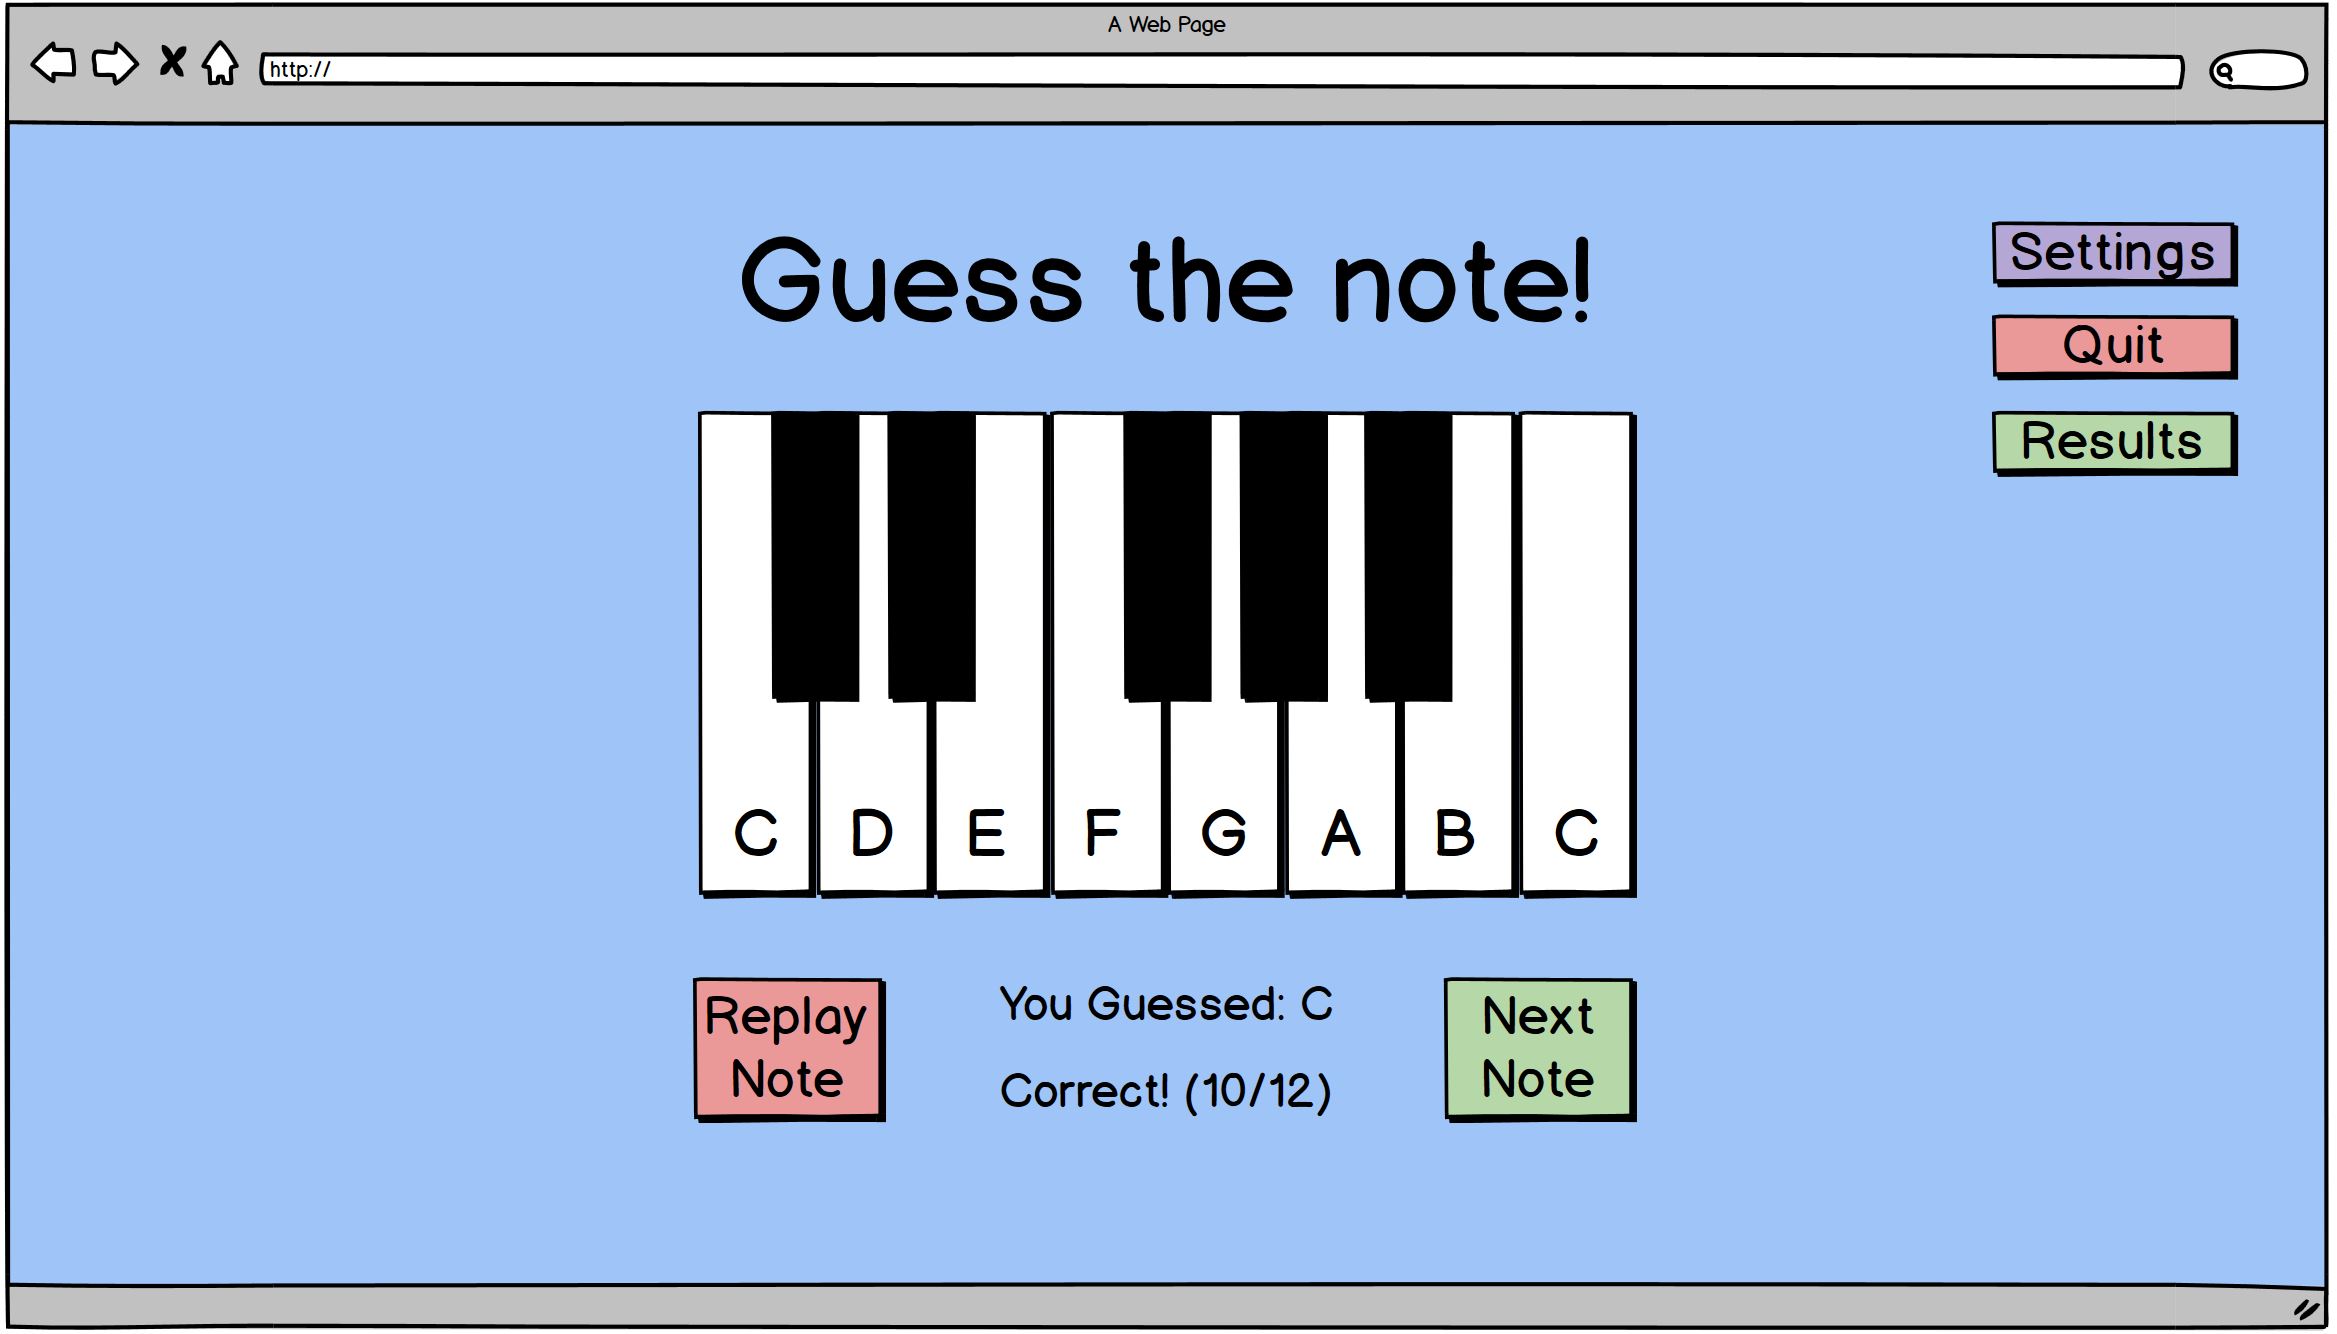 A Web Page
http://
Guess the note!
Settings
Quit
Results
C D E F G A B C
Replay
Note
You Guessed: C
Correct! (10/12)
Next
Note